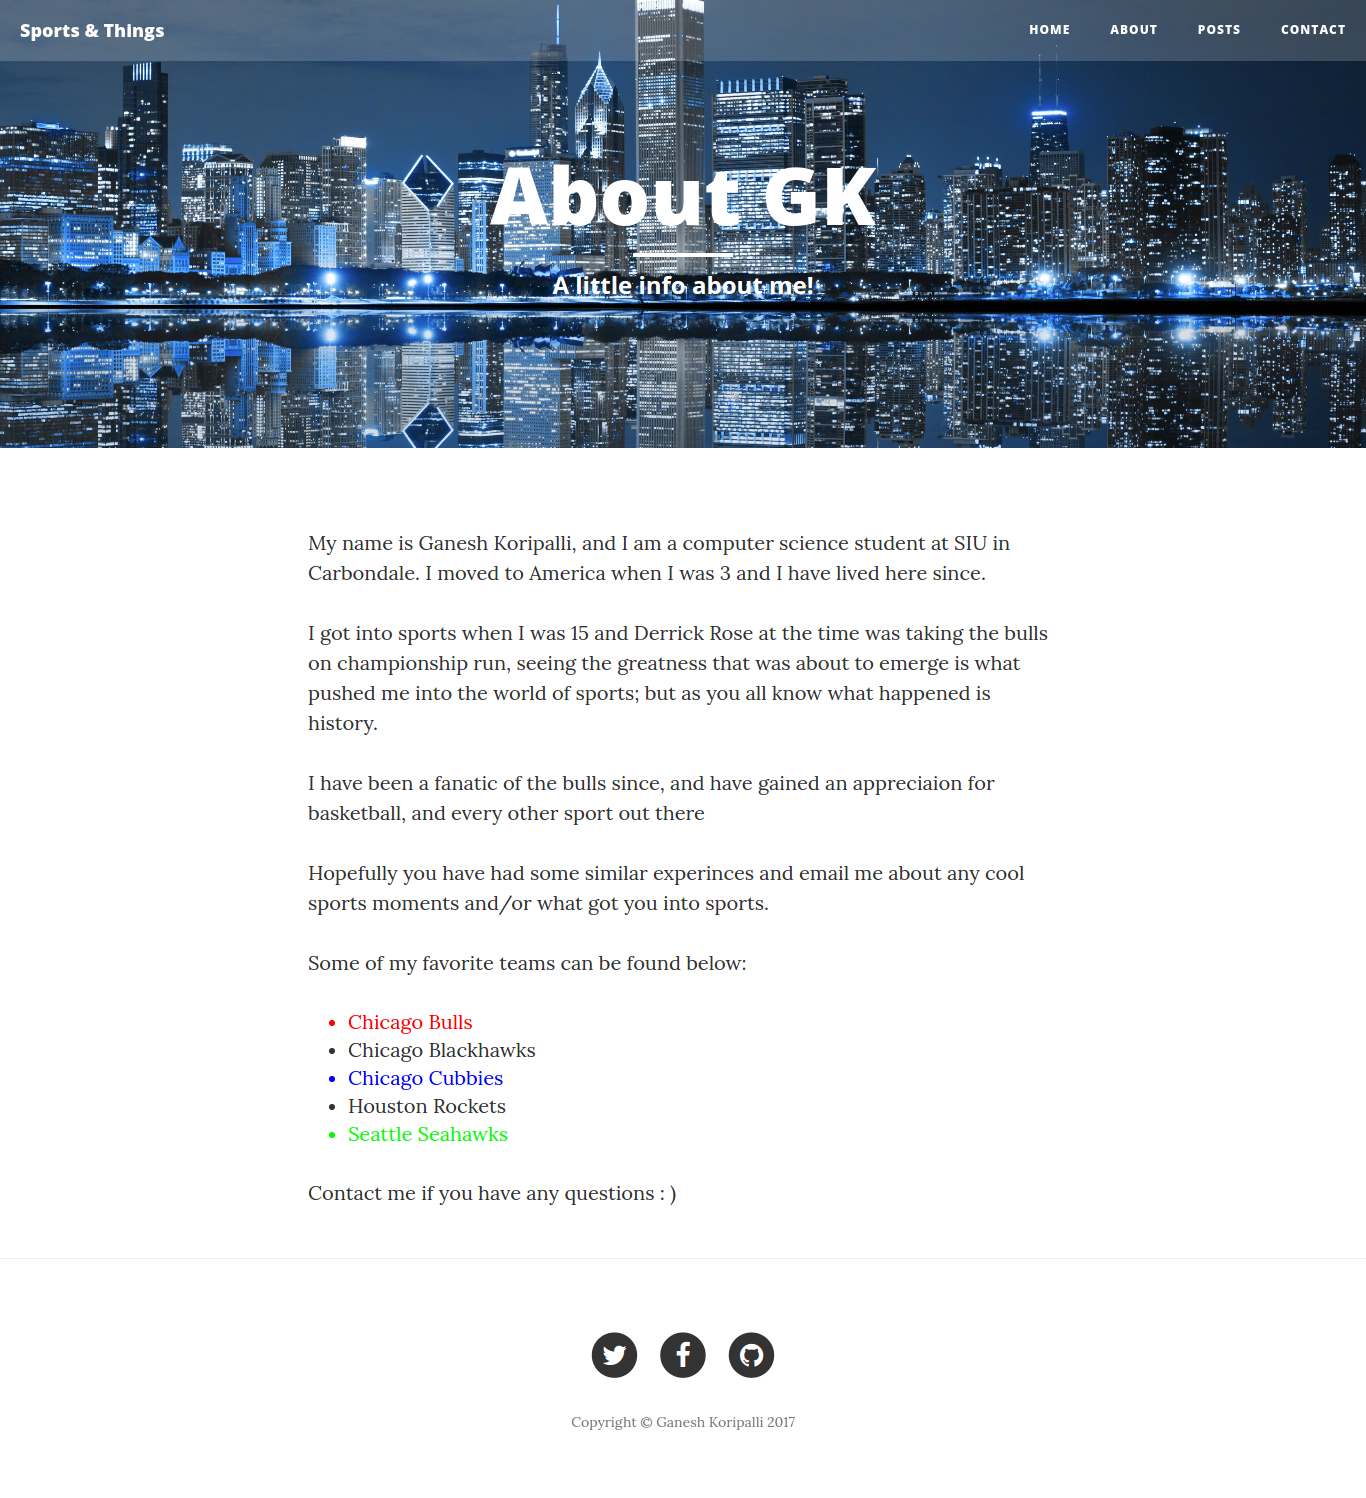 Sports & Things
HOME
ABOUT
POSTS
CONTACT
About GK
A little info about me!
My name is Ganesh Koripalli, and I am a computer science student at SIU in
Carbondale. I moved to America when I was 3 and I have lived here since.
I got into sports when I was 15 and Derrick Rose at the time was taking the bulls
on championship run, seeing the greatness that was about to emerge is what
pushed me into the world of sports; but as you all know what happened is
history.
I have been a fanatic of the bulls since, and have gained an appreciaion for
basketball, and every other sport out there
Hopefully you have had some similar experinces and email me about any cool
sports moments and/or what got you into sports.
Some of my favorite teams can be found below:
• Chicago Bulls
• Chicago Blackhawks
• Chicago Cubbies
• Houston Rockets
• Seattle Seahawks
Contact me if you have any questions : )
Copyright © Ganesh Koripalli 2017